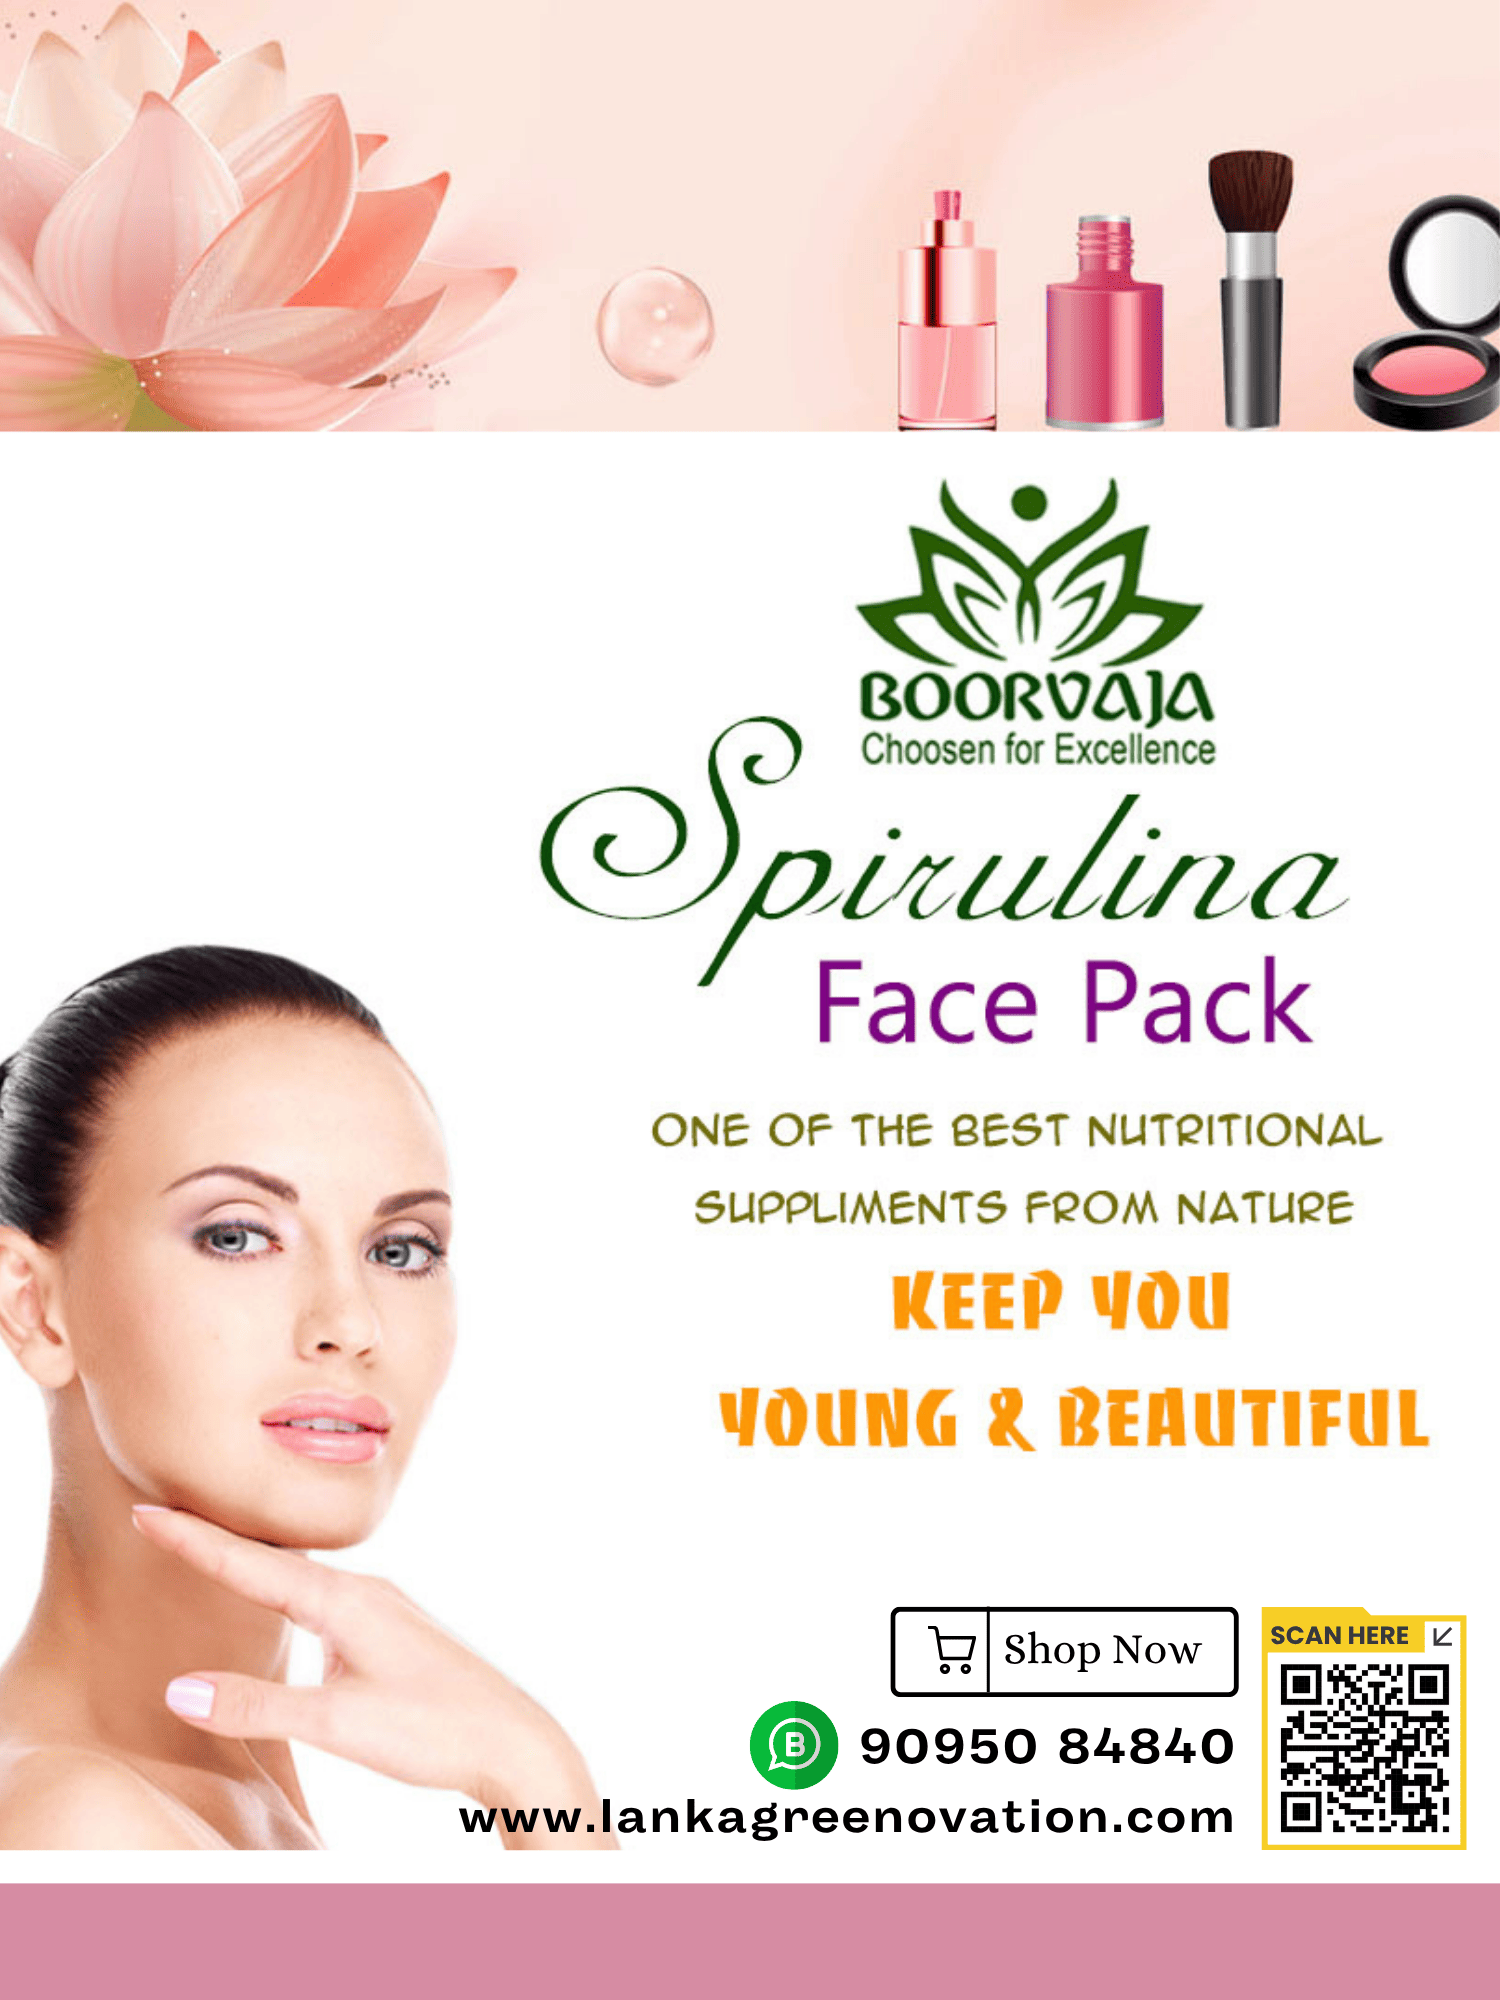 BOORVAJA
Choosen for Excellence
Spirulina
Face Pack
ONE OF THE BEST NUTRITIONAL
SUPPLIMENTS FROM NATURE
KEEP YOU
YOUNG & BEAUTIFUL
Shop Now
SCAN HERE
B
90950 84840
www.lankagreenovation.com